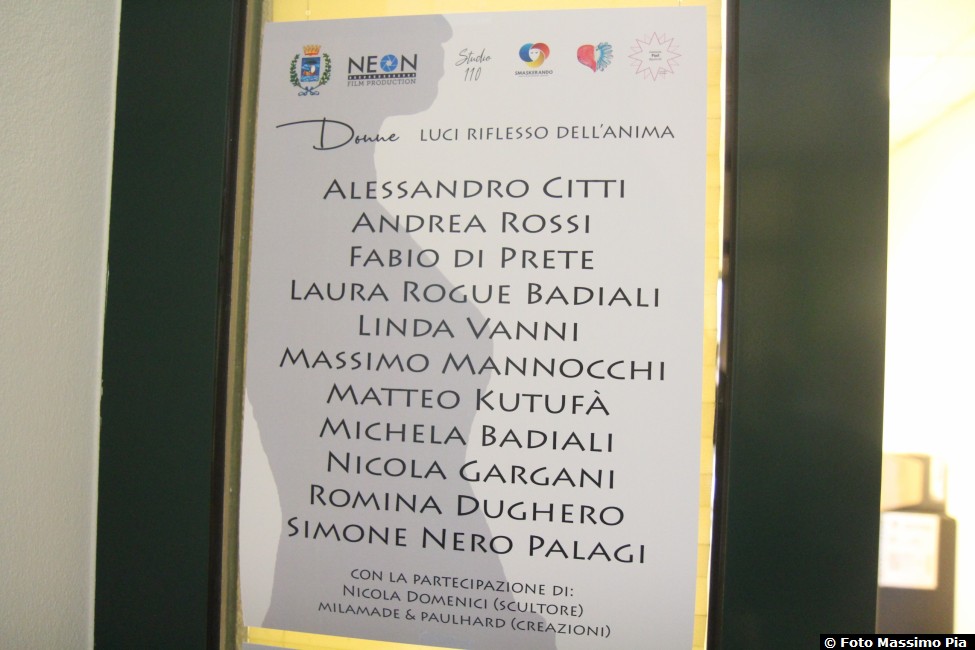 NEON
FILM PRODUCTION
Studio
110
SWAZKERANDO
Donne LUCI RIFLESSO DELL'ANIMA
ALESSANDRO CITTI
ANDREA ROSSI
FABIO DI PRETE
LAURA ROGUE BADIALI
LINDA VANNI
MASSIMO MANNOCCHI
MATTEO KUTUFÀ
MICHELA BADIALI
NICOLA GARGANI
ROMINA DUGHERO
SIMONE NERO PALAGI
CON LA PARTECIPAZIONE DI:
NICOLA DOMENICI (SCULTORE)
MILAMADE & PAULHARD (CREAZIONI)
© Foto Massimo Pia